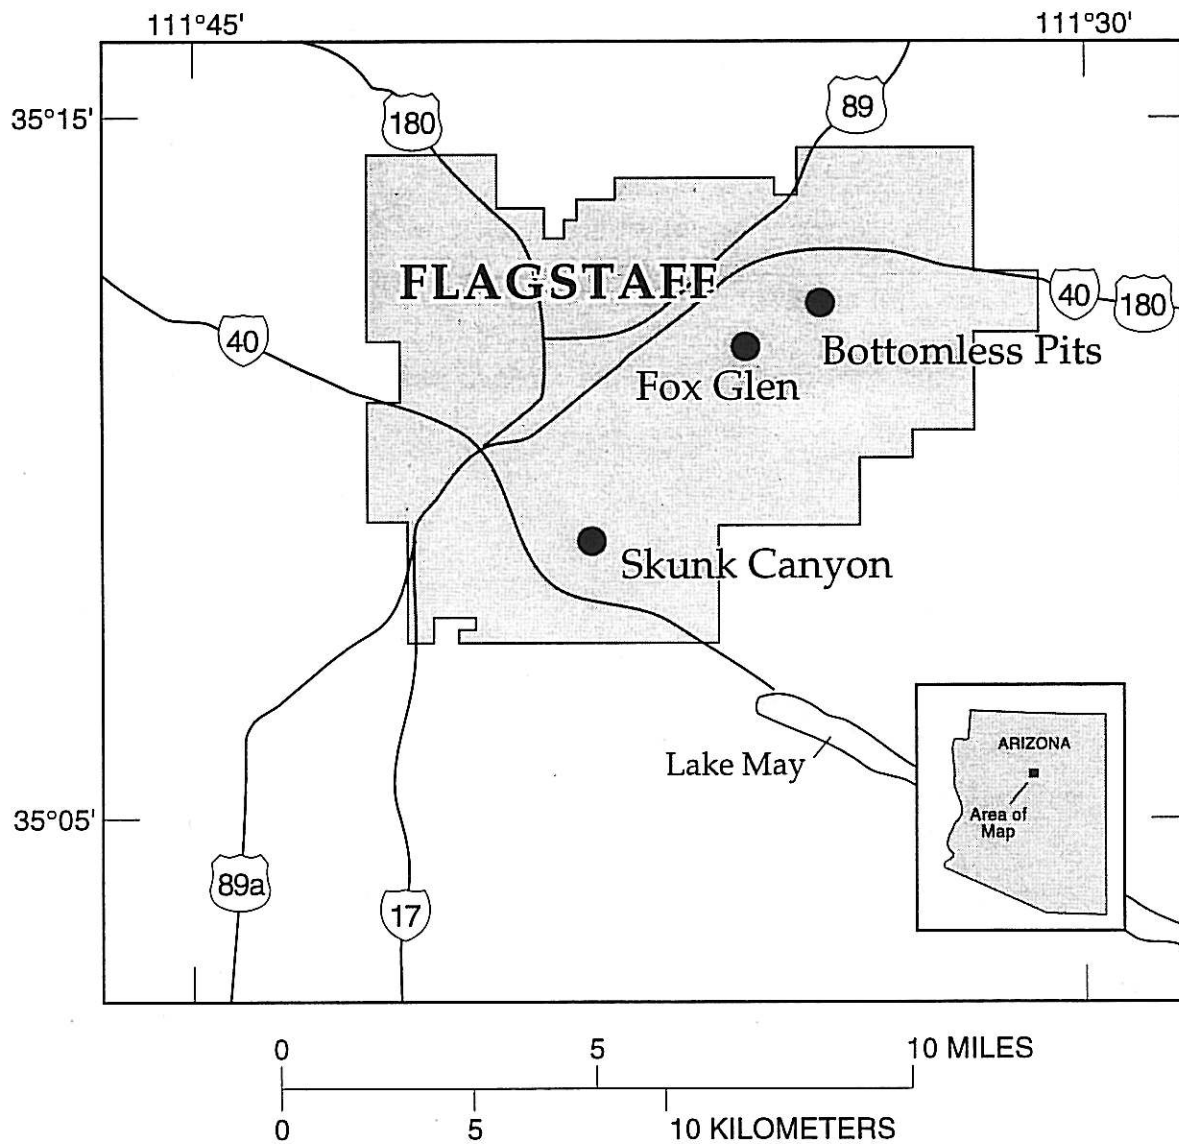 111°45'
111°30'
35°15'
180
89
FLAGSTAFF
40
180
40
Bottomless Pits
Fox Glen
Skunk Canyon
Lake May
ARIZONA
Area of
Map
35°05'
89a
17
0 5 10 MILES
0 5 10 KILOMETERS